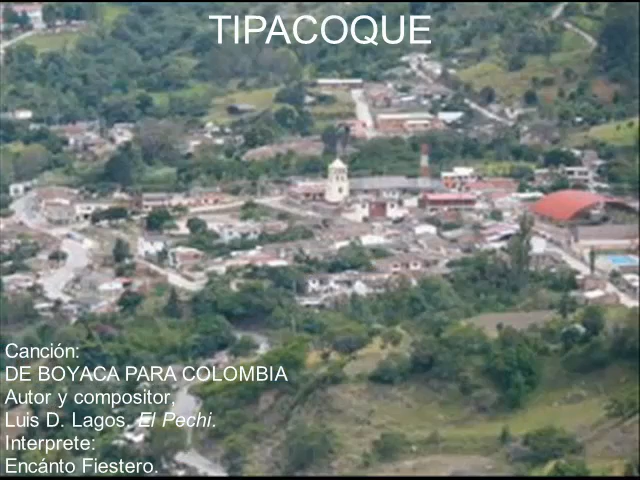 TIPACOQUE
Canción:
DE BOYACA PARA COLOMBIA
Autor y compositor,
Luis D. Lagos. El Pechi.
Interprete:
Encánto Fiestero.